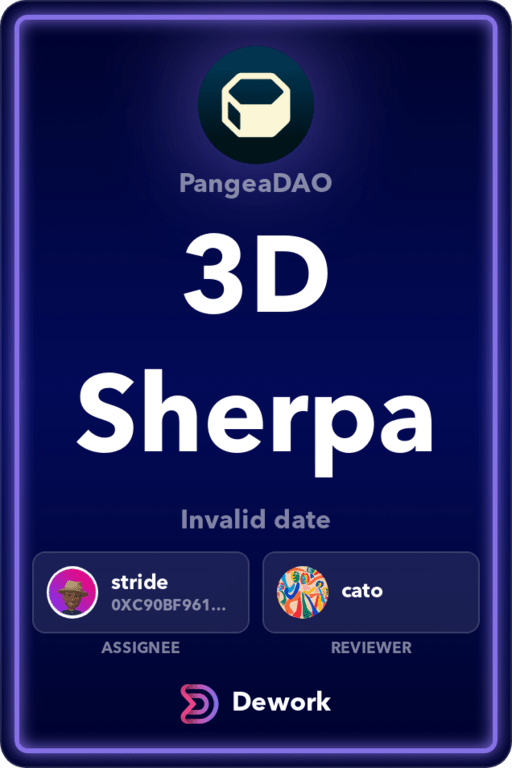 PangeaDAO
3D
Sherpa
Invalid date
stride
0XC90BF961...
cato
ASSIGNEE
REVIEWER
Dework